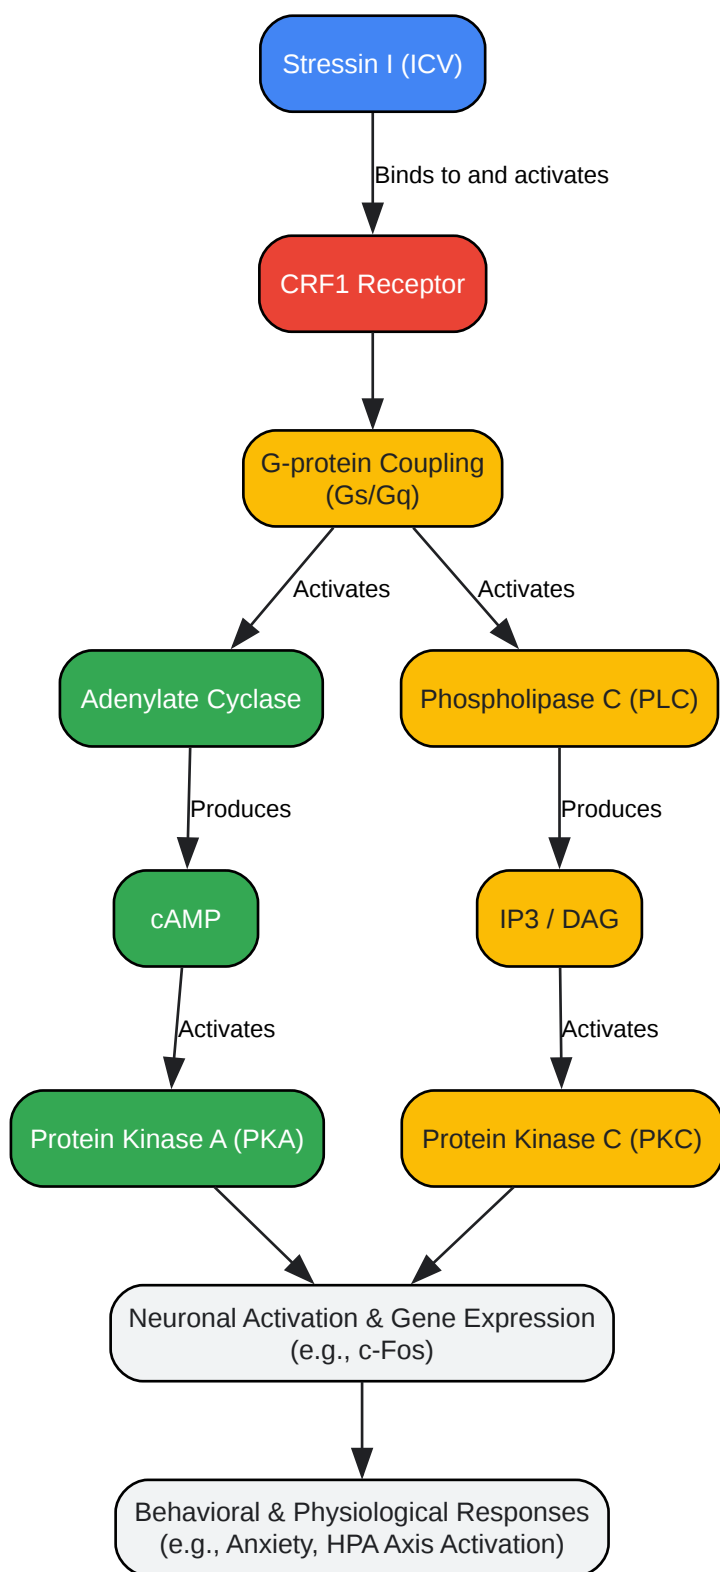 Stressin I (ICV)
Binds to and activates
CRF1 Receptor
G-protein Coupling
(Gs/Gq)
Activates
Activates
Adenylate Cyclase
Phospholipase C (PLC)
Produces
Produces
cAMP
IP3 / DAG
Activates
Activates
Protein Kinase A (PKA)
Protein Kinase C (PKC)
Neuronal Activation & Gene Expression
(e.g., c-Fos)
Behavioral & Physiological Responses
(e.g., Anxiety, HPA Axis Activation)